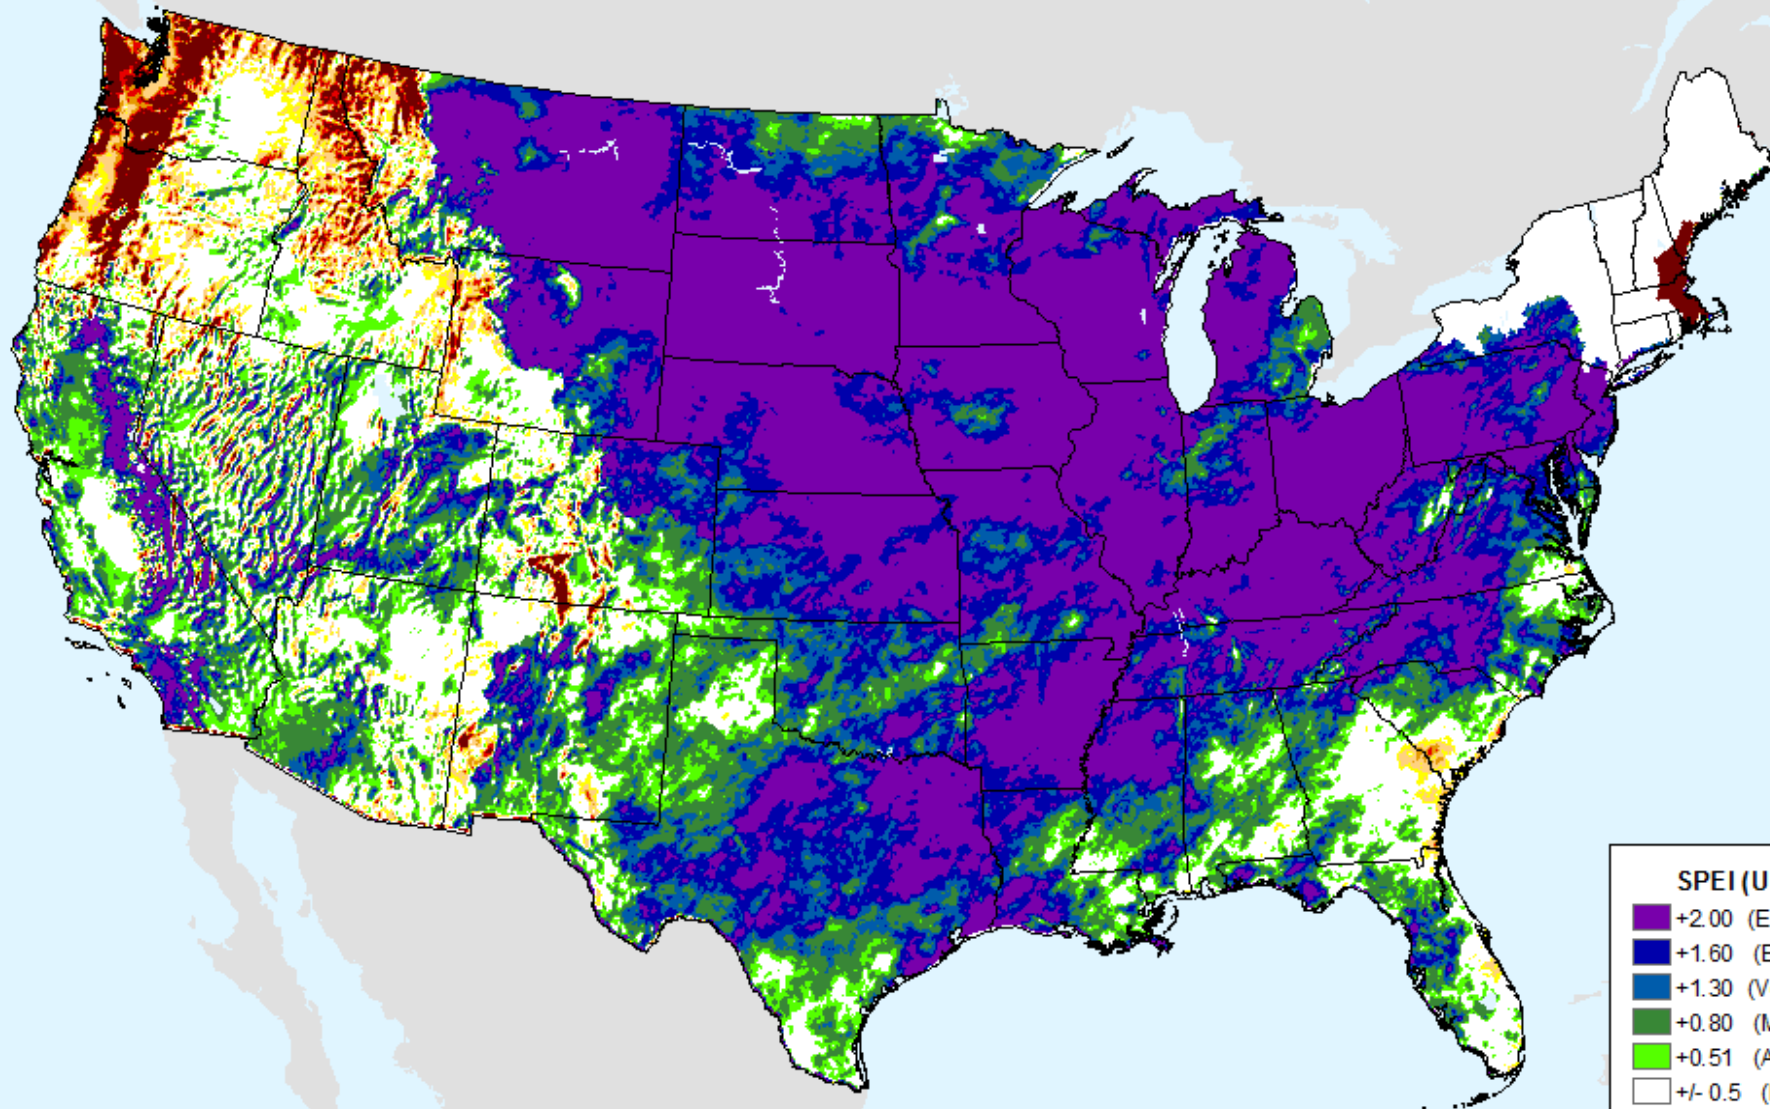 SPEI (U
+2.00 (E
+1.60 (E
+1.30 (V
+0.80 (M
+0.51 (A
+/- 0.5 (